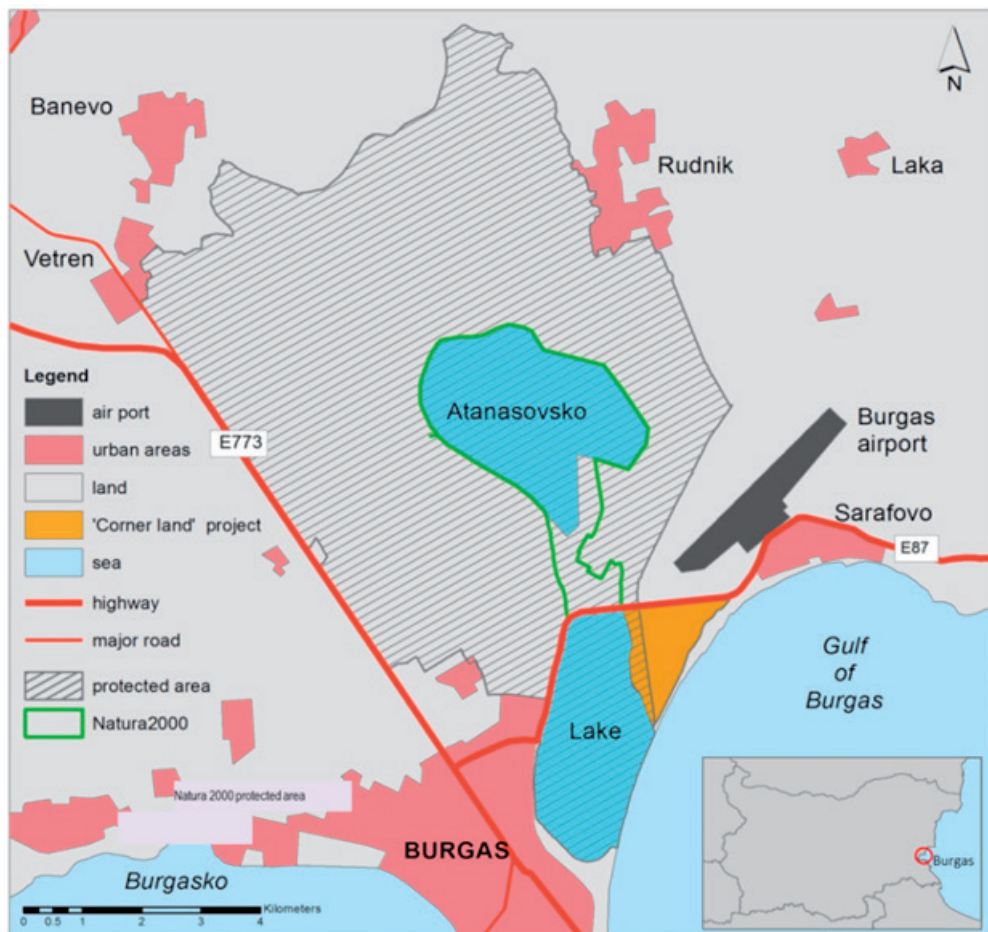 Banevo
N
Rudnik
Laka
Vetren
Legend
air port
urban areas
land
'Corner land' project
sea
highway
major road
protected area
Natura2000
E773
Atanasovsko
Burgas
airport
Sarafovo
E87
Gulf
of
Burgas
Lake
Natura 2000 protected area
BURGAS
Burgasko
Kilometers
0 0.5 1 2 3 4
Burgas